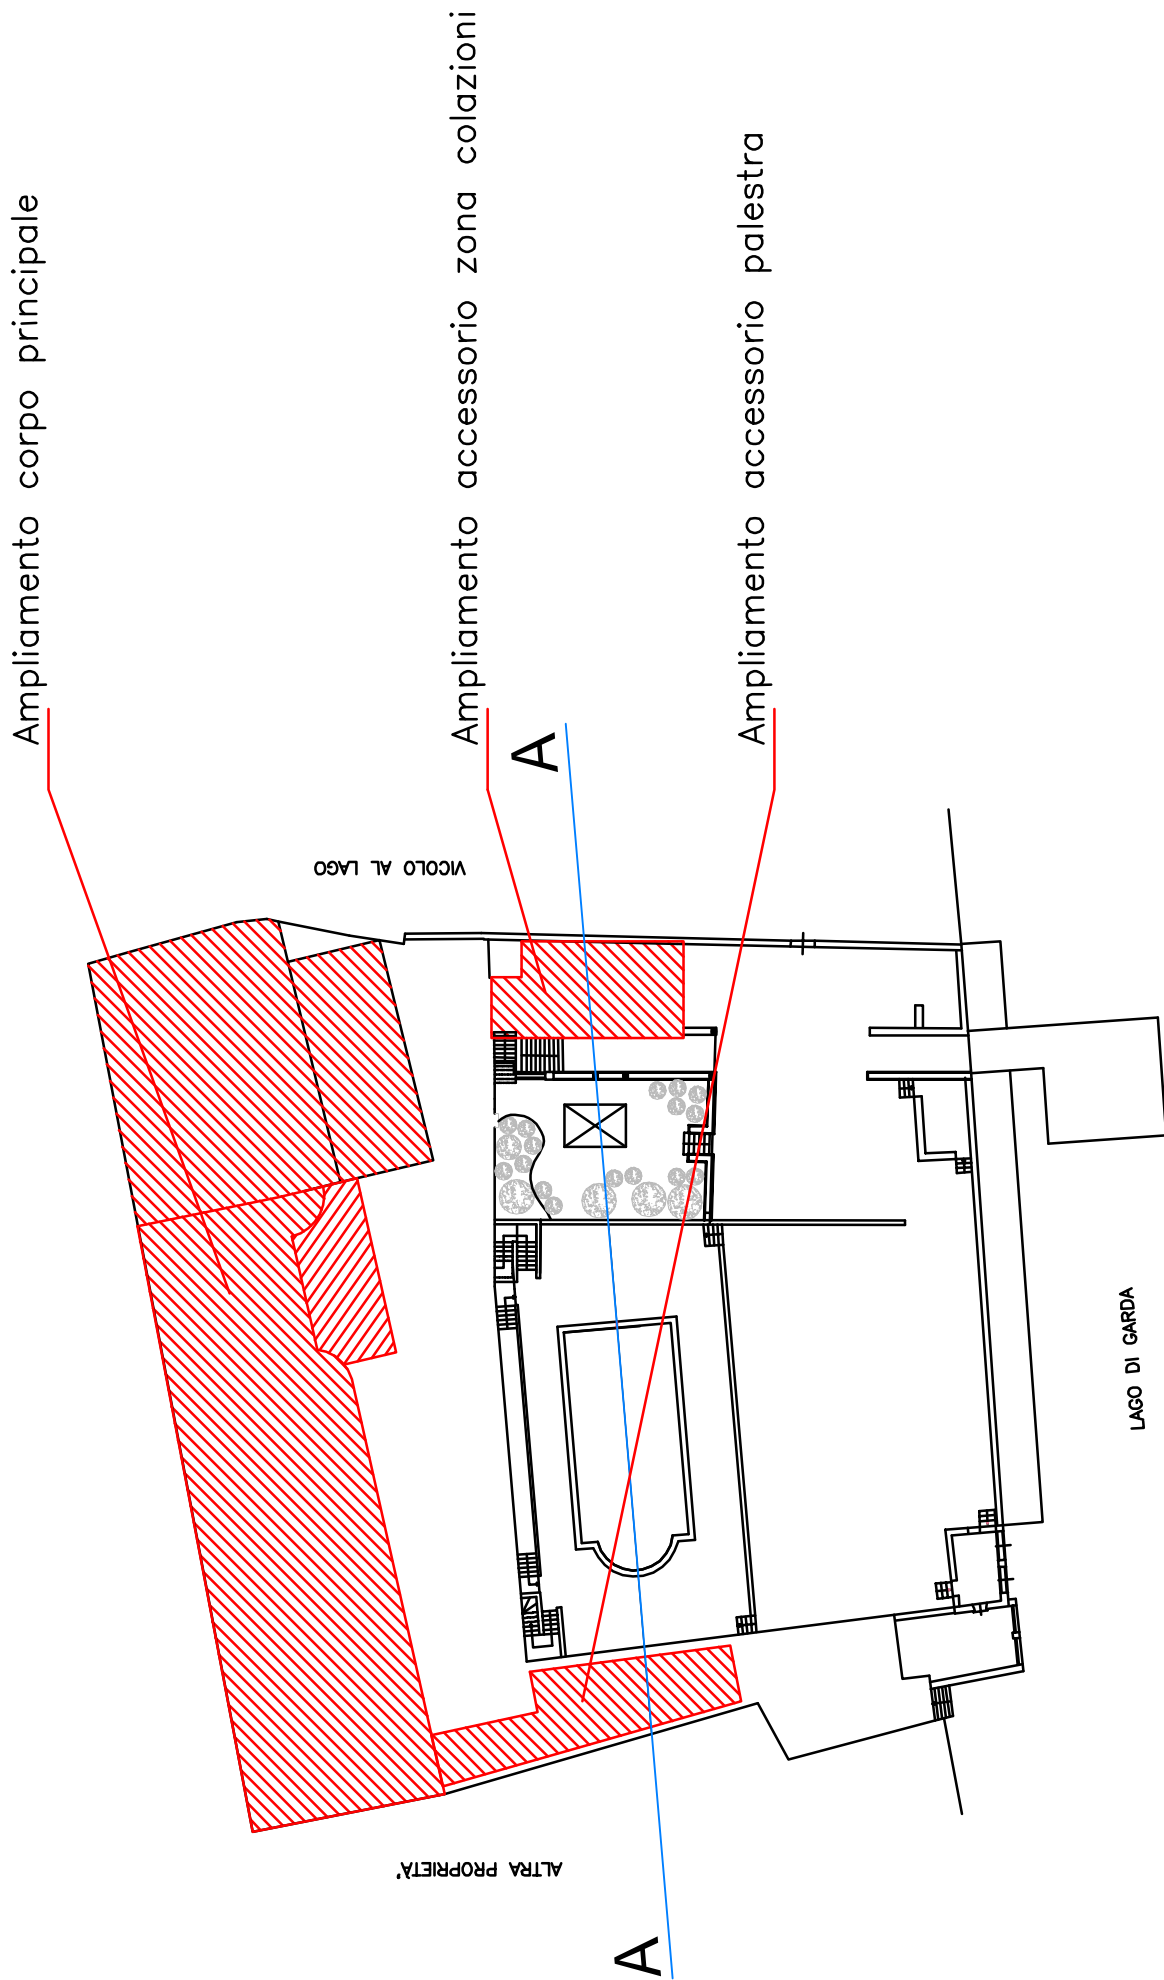 Ampliamento corpo principale
Ampliamento accessorio zona colazioni
Ampliamento accessorio palestra
A
VICOLO AL LAGO
LAGO DI GARDA
ALTRA PROPRIETA'
A